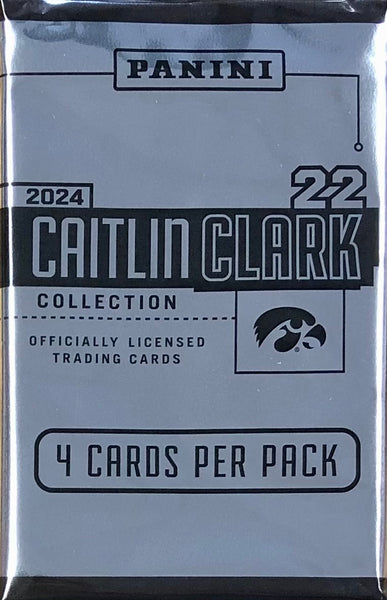 PANINI
22
2024
CAITLIN CLARK
COLLECTION
OFFICIALLY LICENSED
TRADING CARDS
4 CARDS PER PACK